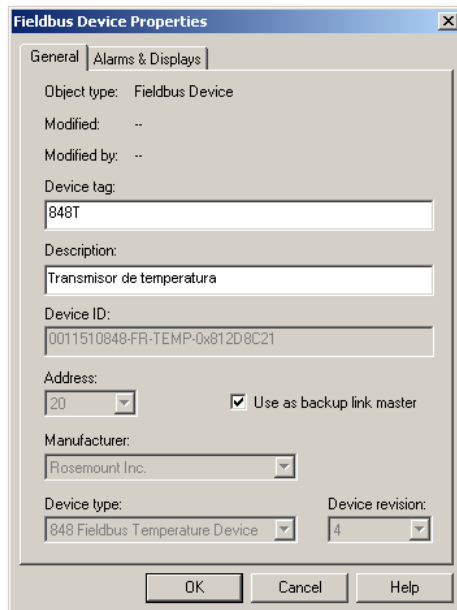 Fieldbus Device Properties
General Alarms & Displays
Object type: Fieldbus Device
Modified: --
Modified by: --
Device tag:
848T
Description:
Transmisor de temperatura
Device ID:
0011510848-FR-TEMP-0x812D8C21
Address:
20 Use as backup link master
Manufacturer:
Rosemount Inc.
Device type: Device revision:
848 Fieldbus Temperature Device 4
OK Cancel Help